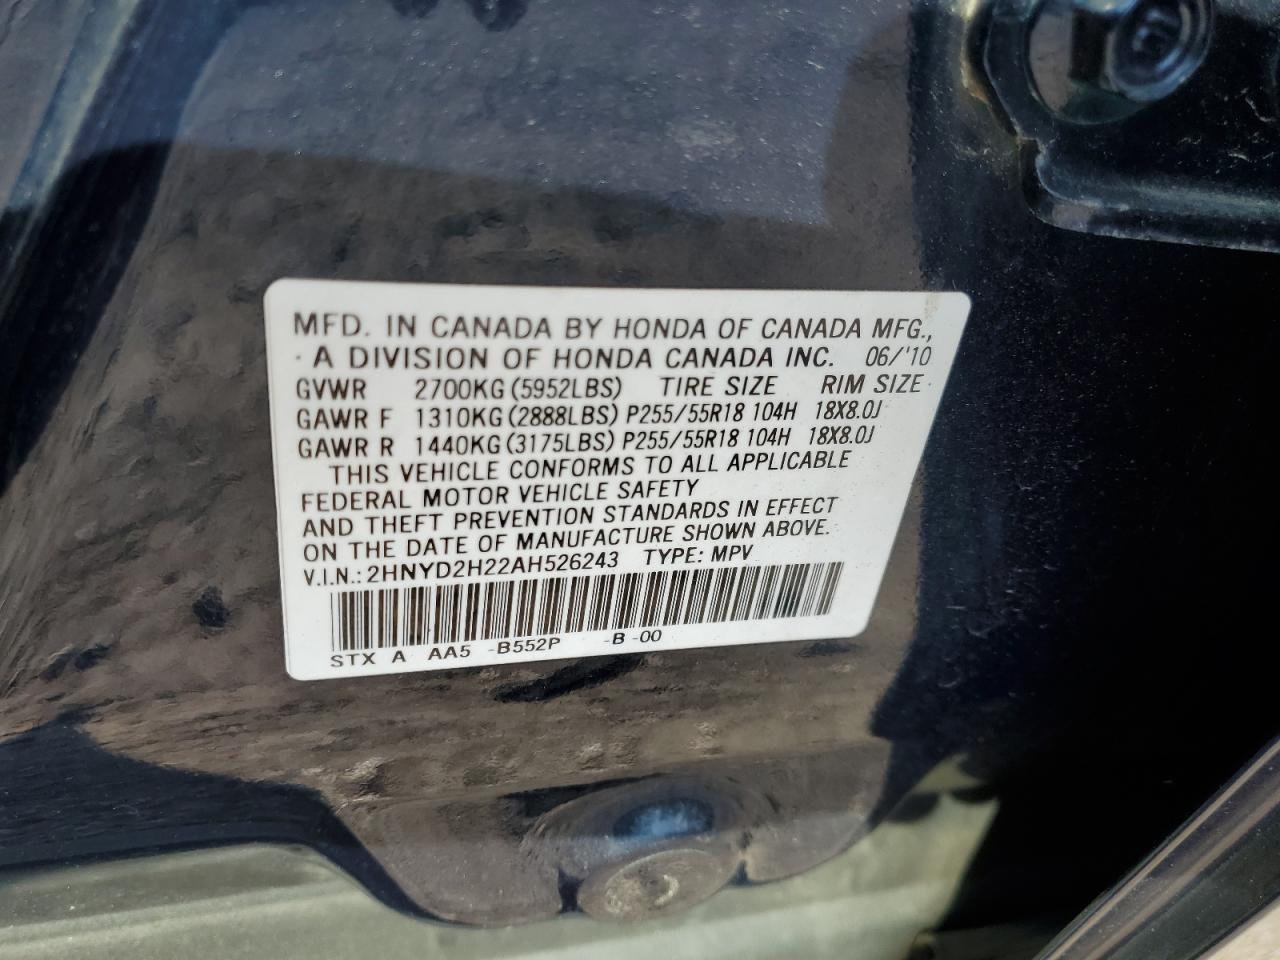 MFD. IN CANADA BY HONDA OF CANADA MFG.,
A DIVISION OF HONDA CANADA INC. 06/'10
GVWR 2700KG (5952LBS) TIRE SIZE RIM SIZE
GAWR F 1310KG (2888LBS) P255/55R18 104H 18X8.0J
GAWR R 1440KG (3175LBS) P255/55R18 104H 18X8.0J
THIS VEHICLE CONFORMS TO ALL APPLICABLE
FEDERAL MOTOR VEHICLE SAFETY
AND THEFT PREVENTION STANDARDS IN EFFECT
ON THE DATE OF MANUFACTURE SHOWN ABOVE.
V.I.N.: 2HNYD2H22AH526243 TYPE: MPV
STX A AA5 -B552P -B -00